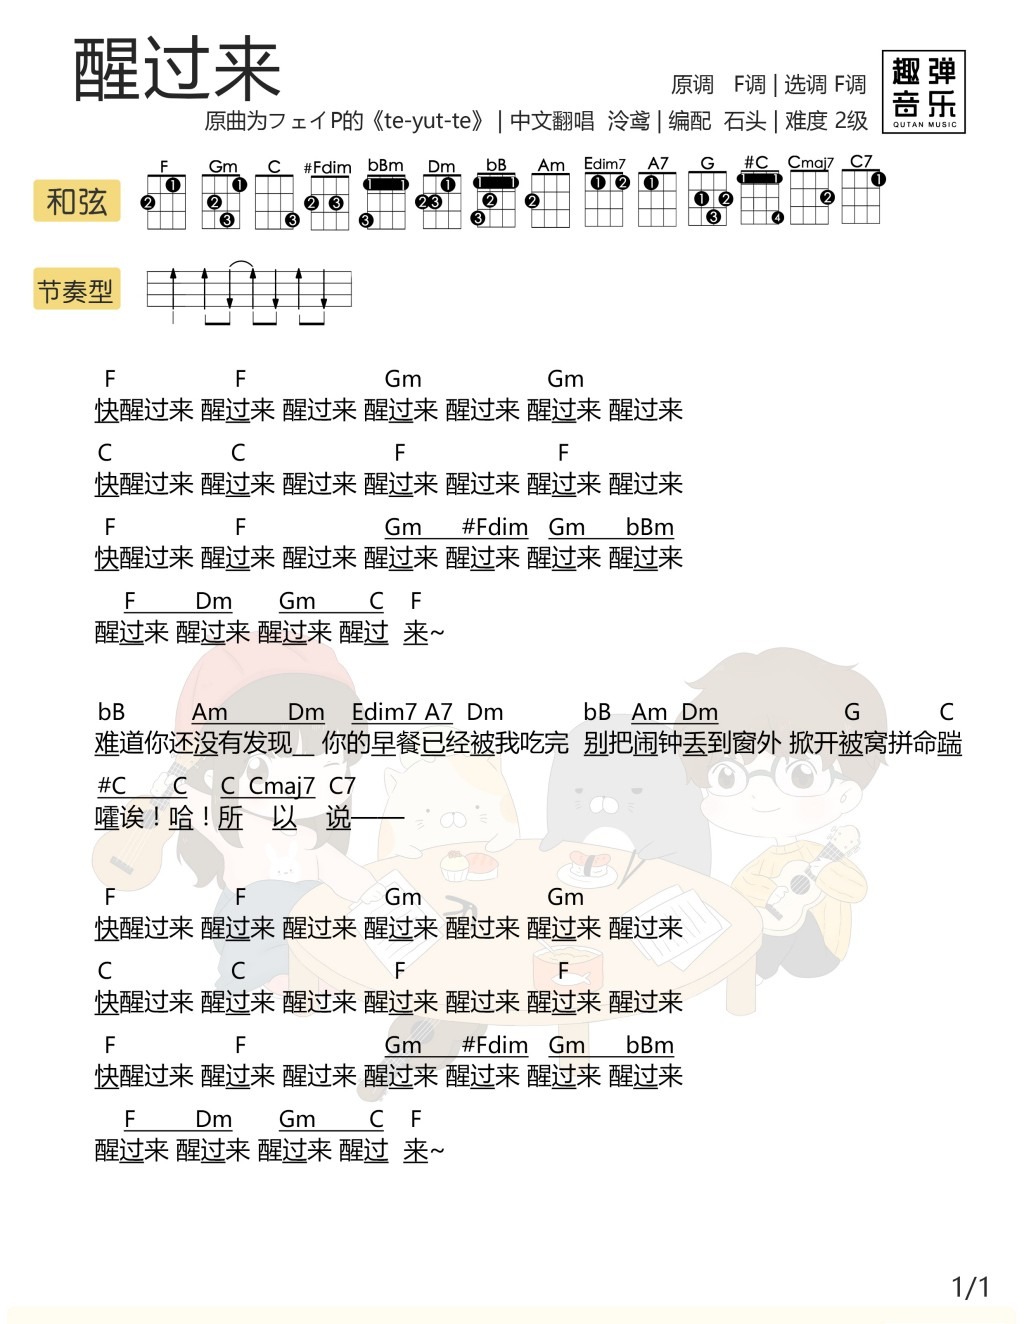 醒过来
原调 F调 | 选调 F调
趣弹音乐
QUTAN MUSIC
原曲为フェイP的《te-yut-te》 | 中文翻唱 泠鸢 | 编配 石头 | 难度 2级
和弦
F Gm C #Fdim bBm Dm bB Am Edim7 A7 G #C Cmaj7 C7
节奏型
F F Gm Gm
快醒过来 醒过来 醒过来 醒过来 醒过来 醒过来 醒过来
C C F F
快醒过来 醒过来 醒过来 醒过来 醒过来 醒过来 醒过来
F F Gm #Fdim Gm bBm
快醒过来 醒过来 醒过来 醒过来 醒过来 醒过来 醒过来
F Dm Gm C F
醒过来 醒过来 醒过来 醒过 来~
bB Am Dm Edim7 A7 Dm bB Am Dm G C
难道你还没有发现__ 你的早餐已经被我吃完 别把闹钟丢到窗外 掀开被窝拼命踹
#C C C Cmaj7 C7
嚯诶！哈！所 以 说——
F F Gm Gm
快醒过来 醒过来 醒过来 醒过来 醒过来 醒过来 醒过来
C C F F
快醒过来 醒过来 醒过来 醒过来 醒过来 醒过来 醒过来
F F Gm #Fdim Gm bBm
快醒过来 醒过来 醒过来 醒过来 醒过来 醒过来 醒过来
F Dm Gm C F
醒过来 醒过来 醒过来 醒过 来~
1/1